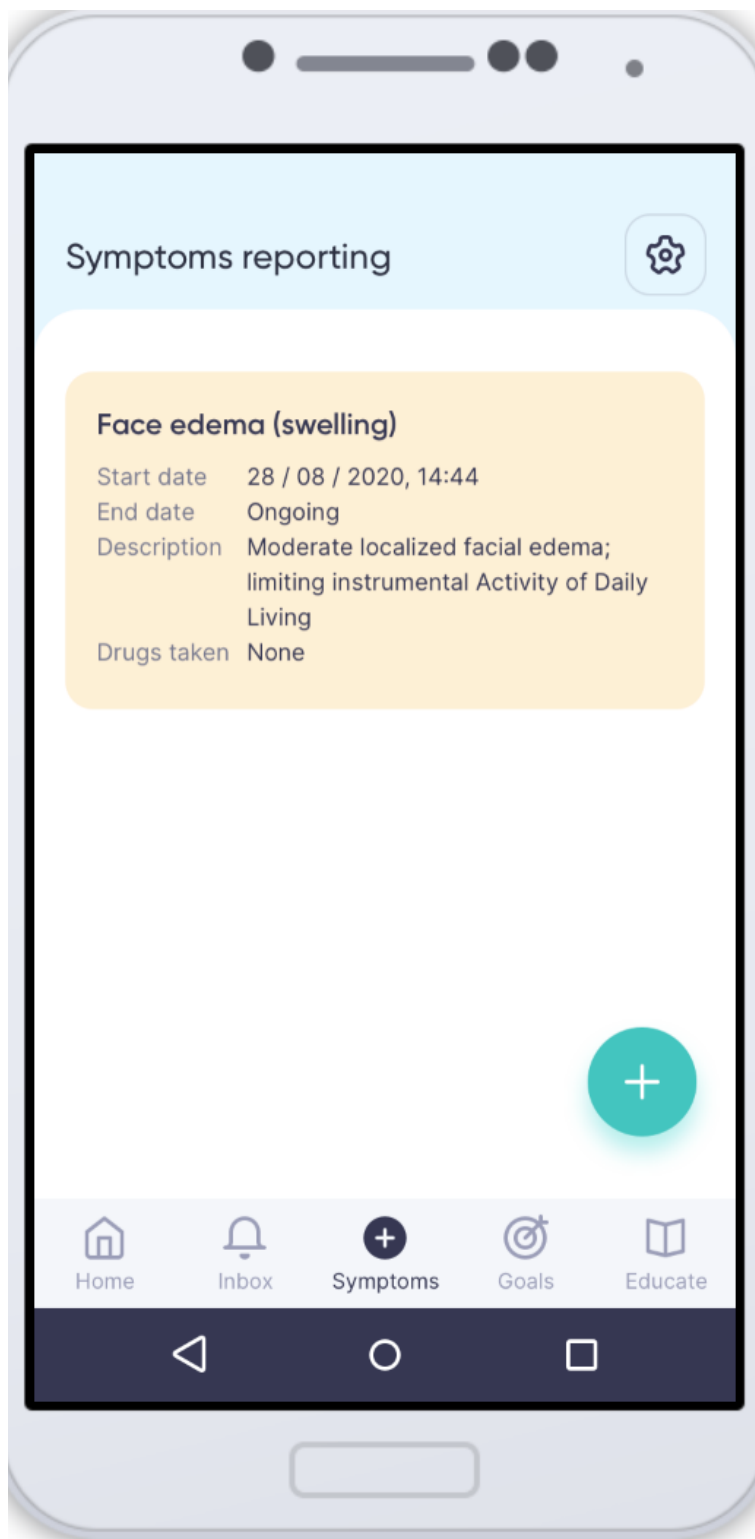 Symptoms reporting
Face edema (swelling)
Start date 28 / 08 / 2020, 14:44
End date Ongoing
Description Moderate localized facial edema;
limiting instrumental Activity of Daily
Living
Drugs taken None
Home Inbox Symptoms Goals Educate